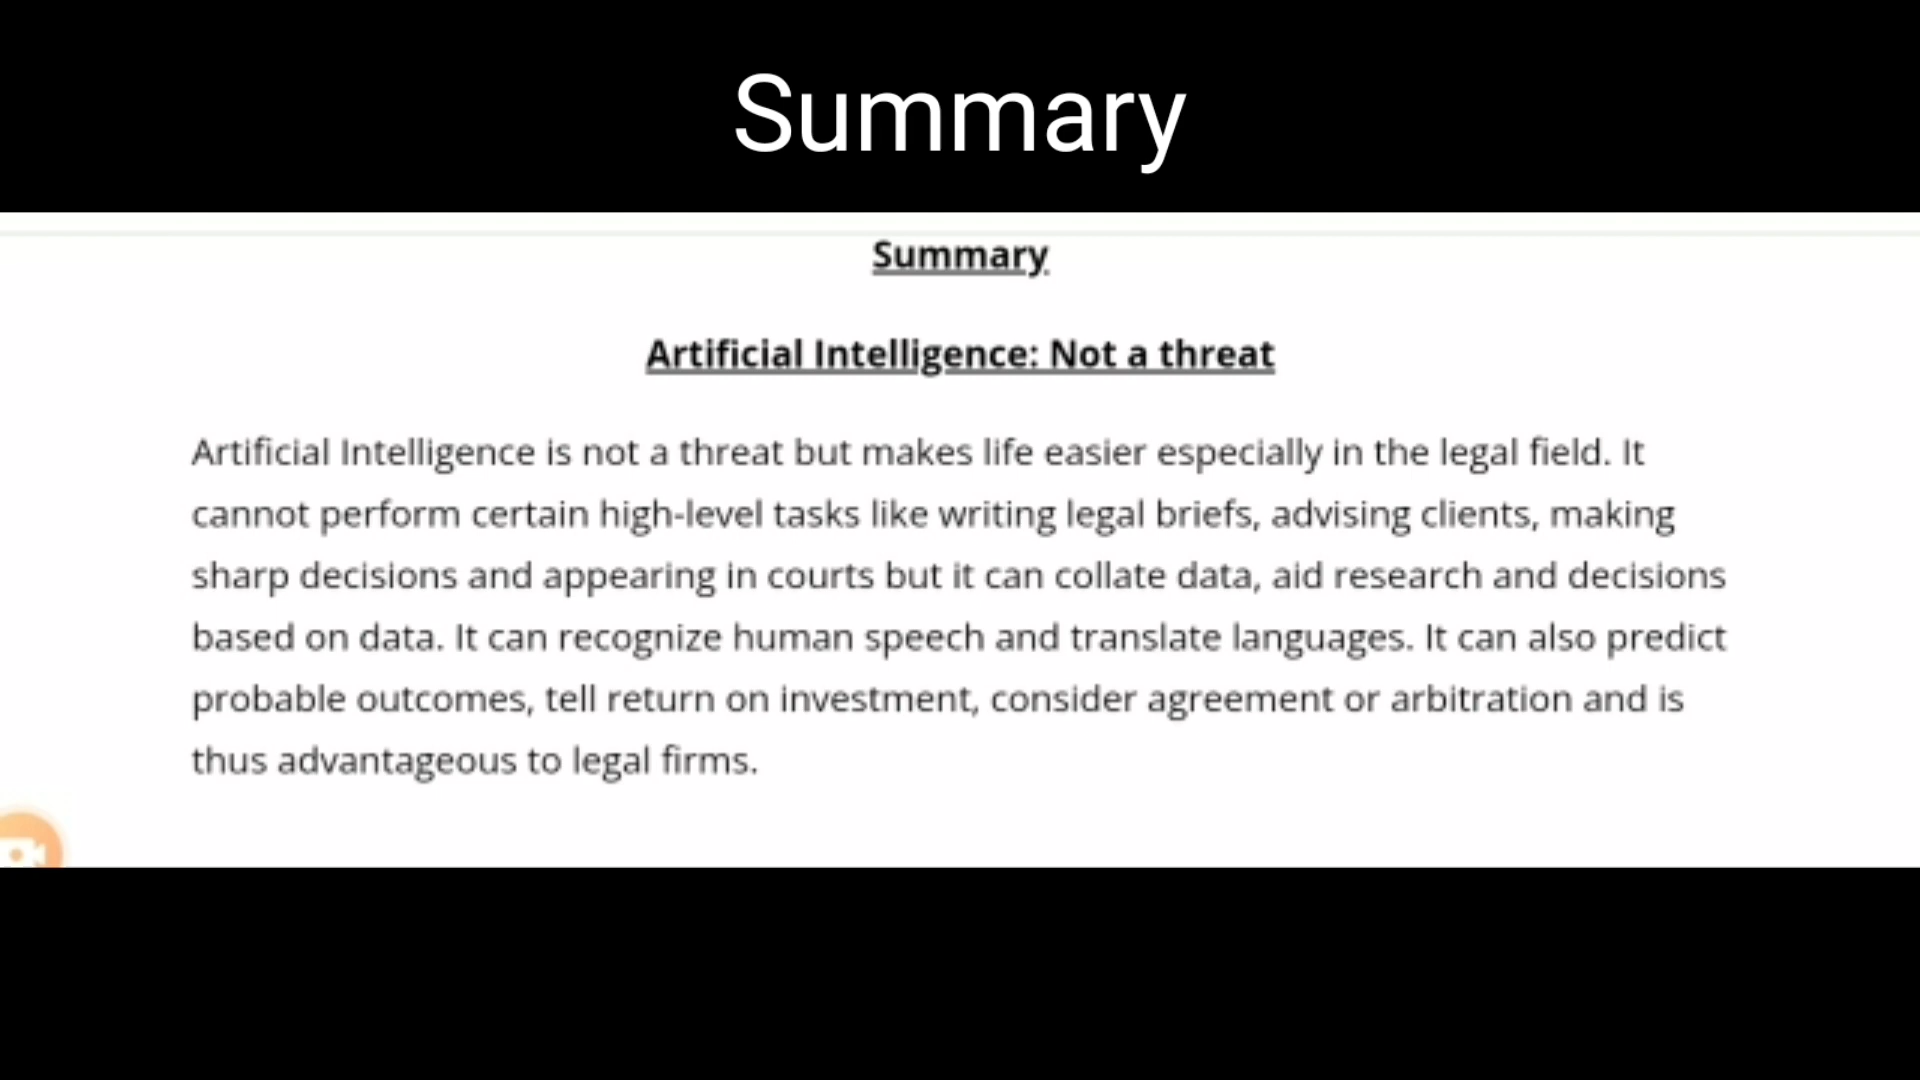 Summary
Summary
Artificial Intelligence: Not a threat
Artificial Intelligence is not a threat but makes life easier especially in the legal field. It
cannot perform certain high-level tasks like writing legal briefs, advising clients, making
sharp decisions and appearing in courts but it can collate data, aid research and decisions
based on data. It can recognize human speech and translate languages. It can also predict
probable outcomes, tell return on investment, consider agreement or arbitration and is
thus advantageous to legal firms.